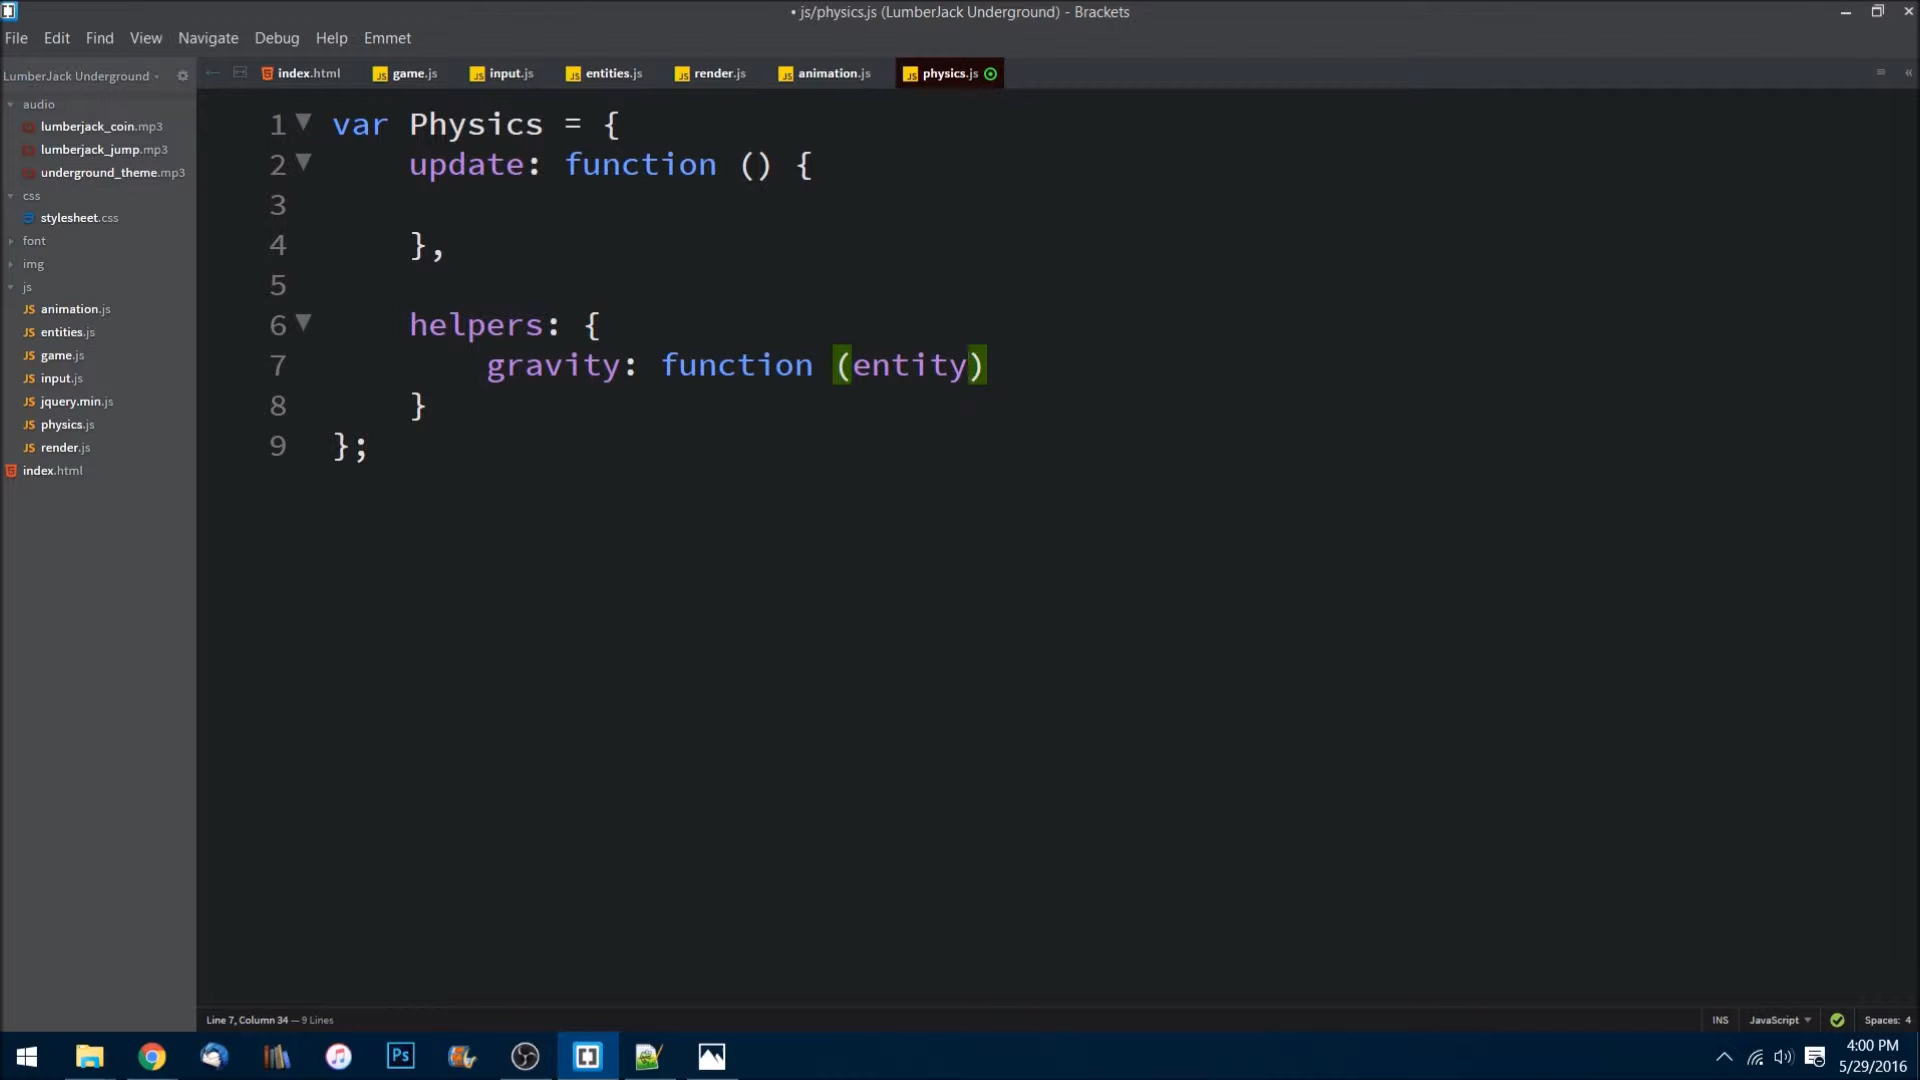 • js/physics.js (LumberJack Underground) - Brackets
File Edit Find View Navigate Debug Help Emmet
LumberJack Underground
index.html game.js input.js entities.js render.js animation.js physics.js
audio
lumberjack_coin.mp3
lumberjack_jump.mp3
underground_theme.mp3
css
stylesheet.css
font
img
js
animation.js
entities.js
game.js
input.js
jquery.min.js
physics.js
render.js
index.html
1 var Physics = {
2 update: function () {
3
4 },
5
6 helpers: {
7 gravity: function (entity)
8 }
9 };
Line 7, Column 34 — 9 Lines
INS JavaScript Spaces: 4
Ps
4:00 PM
5/29/2016